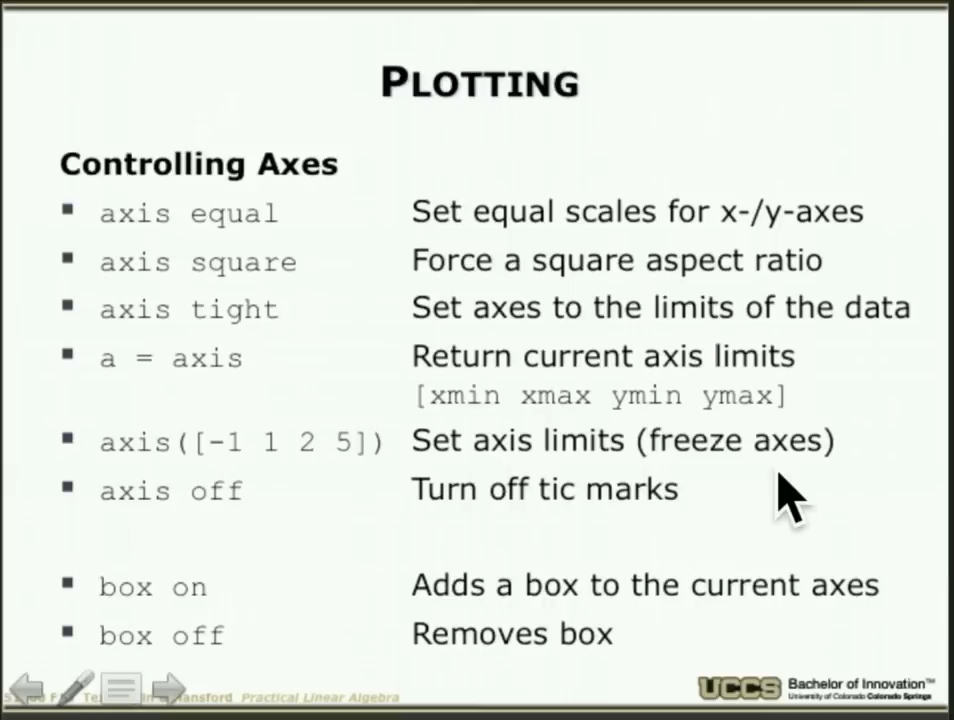 PLOTTING
Controlling Axes
▪ axis equal Set equal scales for x-/y-axes
▪ axis square Force a square aspect ratio
▪ axis tight Set axes to the limits of the data
▪ a = axis Return current axis limits
[xmin xmax ymin ymax]
▪ axis([-1 1 2 5]) Set axis limits (freeze axes)
▪ axis off Turn off tic marks
▪ box on Adds a box to the current axes
▪ box off Removes box
Practical Linear Algebra
UCCS Bachelor of Innovation™
University of Colorado Colorado Springs